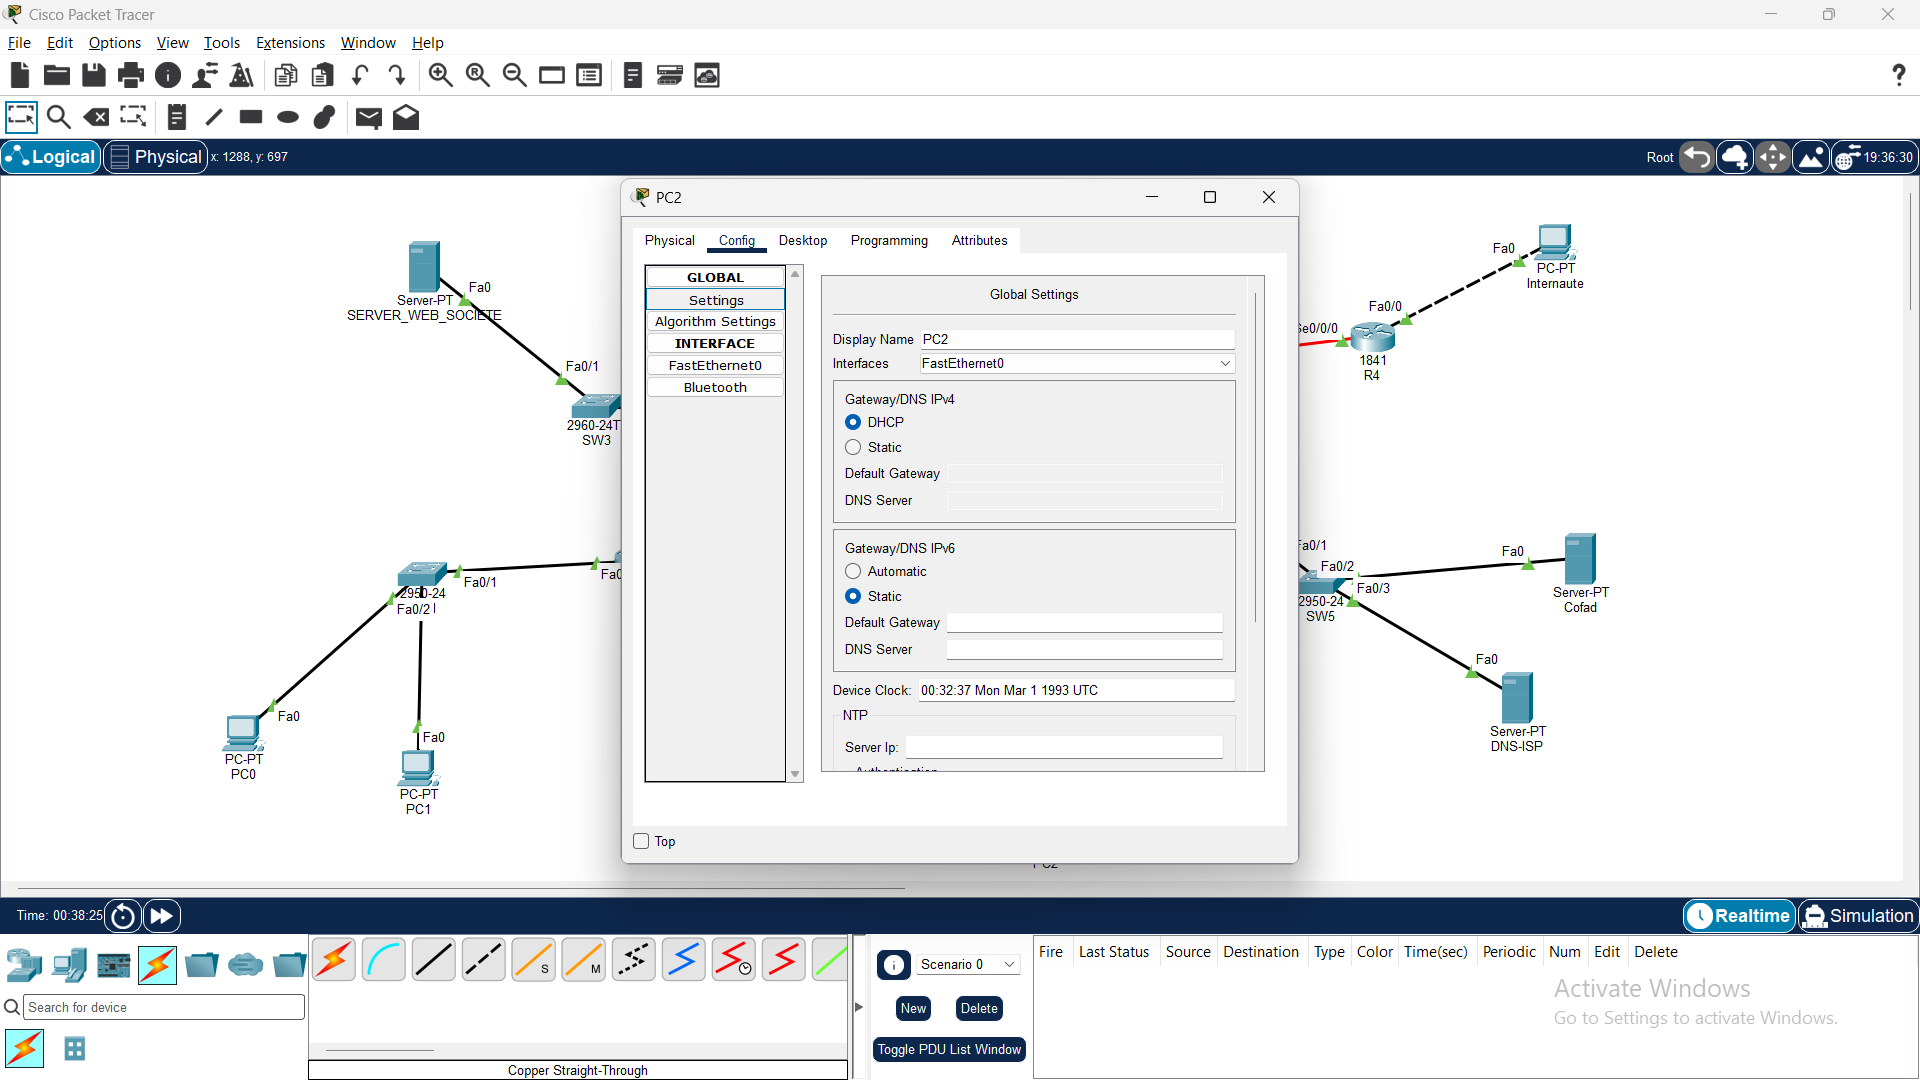 Cisco Packet Tracer
File Edit Options View Tools Extensions Window Help
Logical Physical x: 1288, y: 697 Root 19:36:30
Server-PT
SERVER_WEB_SOCIETE
Fa0
Fa0/1
2960-24T
SW3
2950-24
Fa0/1
Fa0/2
Fa0
PC-PT
PC0
Fa0
PC-PT
PC1
PC2
Physical Config Desktop Programming Attributes
GLOBAL
Settings
Algorithm Settings
INTERFACE
FastEthernet0
Bluetooth
Global Settings
Display Name PC2
Interfaces FastEthernet0
Gateway/DNS IPv4
DHCP
Static
Default Gateway
DNS Server
Gateway/DNS IPv6
Automatic
Static
Default Gateway
DNS Server
Device Clock: 00:32:37 Mon Mar 1 1993 UTC
NTP
Server Ip:
Top
Fa0
PC-PT
Internaute
Fa0/0
Se0/0/0
1841
R4
Fa0/1
Fa0/2
Fa0/3
2950-24
SW5
Fa0
Server-PT
Cofad
Fa0
Server-PT
DNS-ISP
Time: 00:38:25 Realtime Simulation
Search for device
S
M
Copper Straight-Through
Scenario 0
New Delete
Toggle PDU List Window
Fire Last Status Source Destination Type Color Time(sec) Periodic Num Edit Delete
Activate Windows
Go to Settings to activate Windows.